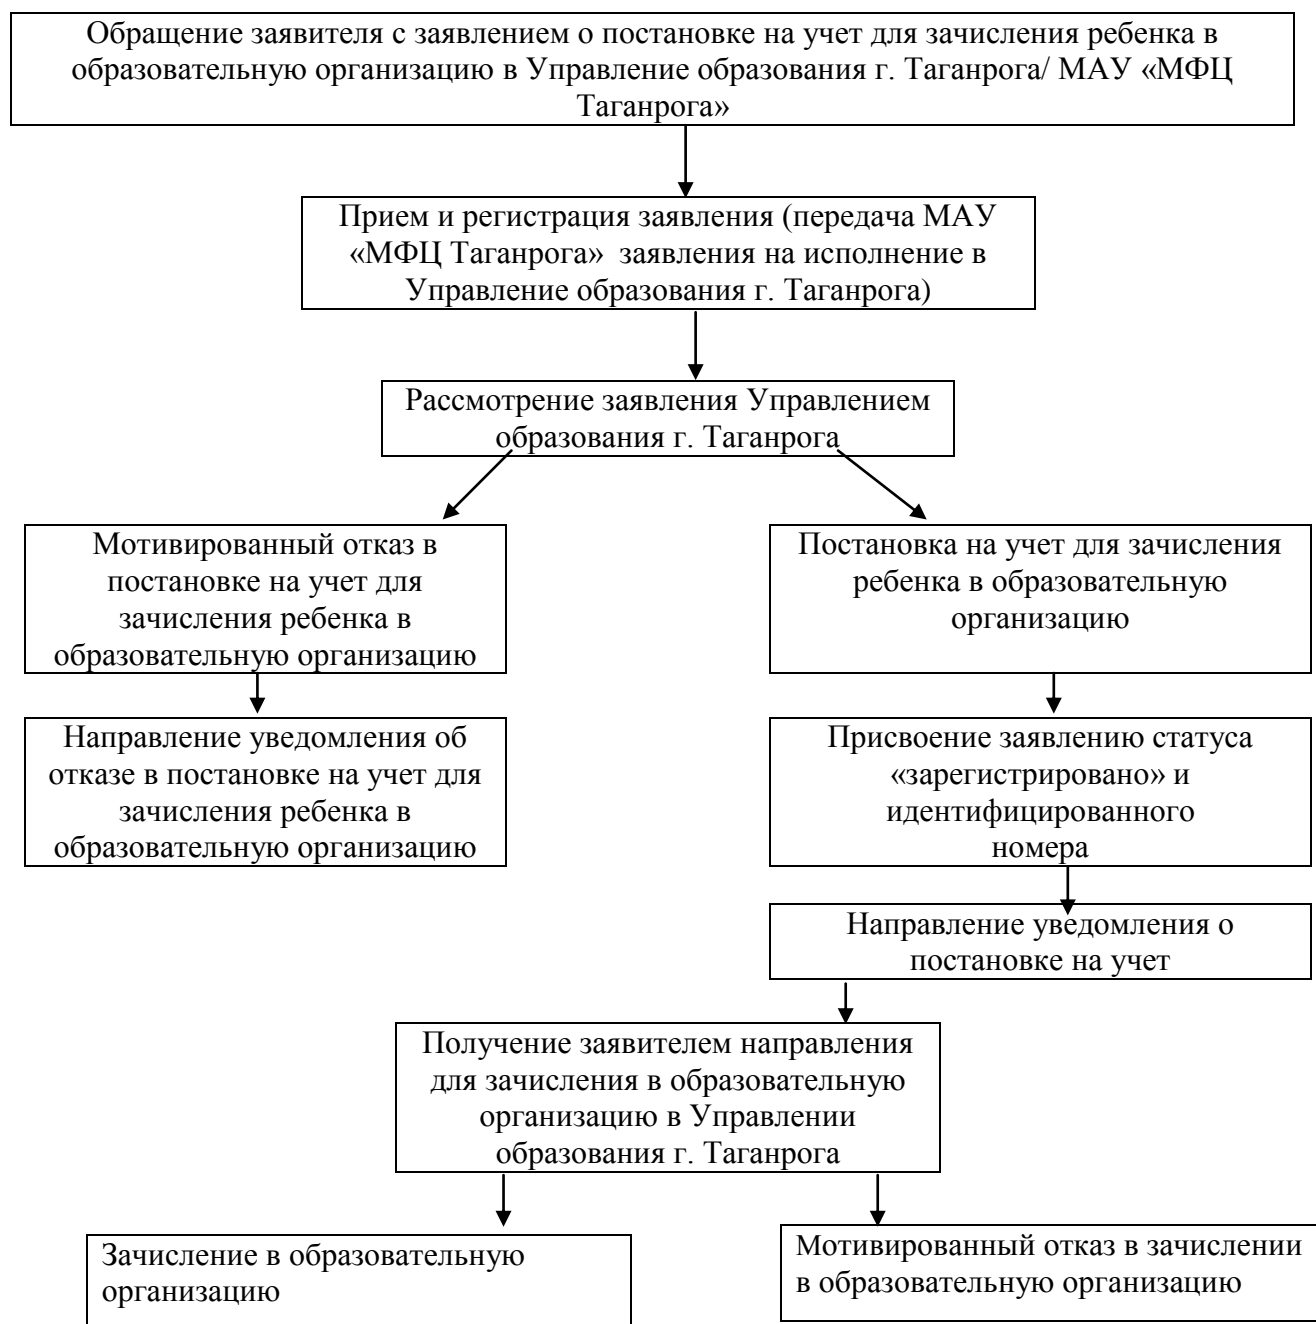 Обращение заявителя с заявлением о постановке на учет для зачисления ребенка в
образовательную организацию в Управление образования г. Таганрога/ МАУ «МФЦ
Таганрога»
Прием и регистрация заявления (передача МАУ
«МФЦ Таганрога» заявления на исполнение в
Управление образования г. Таганрога)
Рассмотрение заявления Управлением
образования г. Таганрога
Мотивированный отказ в
постановке на учет для
зачисления ребенка в
образовательную организацию
Постановка на учет для зачисления
ребенка в образовательную
организацию
Направление уведомления об
отказе в постановке на учет для
зачисления ребенка в
образовательную организацию
Присвоение заявлению статуса
«зарегистрировано» и
идентифицированного
номера
Направление уведомления о
постановке на учет
Получение заявителем направления
для зачисления в образовательную
организацию в Управлении
образования г. Таганрога
Зачисление в образовательную
организацию
Мотивированный отказ в зачислении
в образовательную организацию